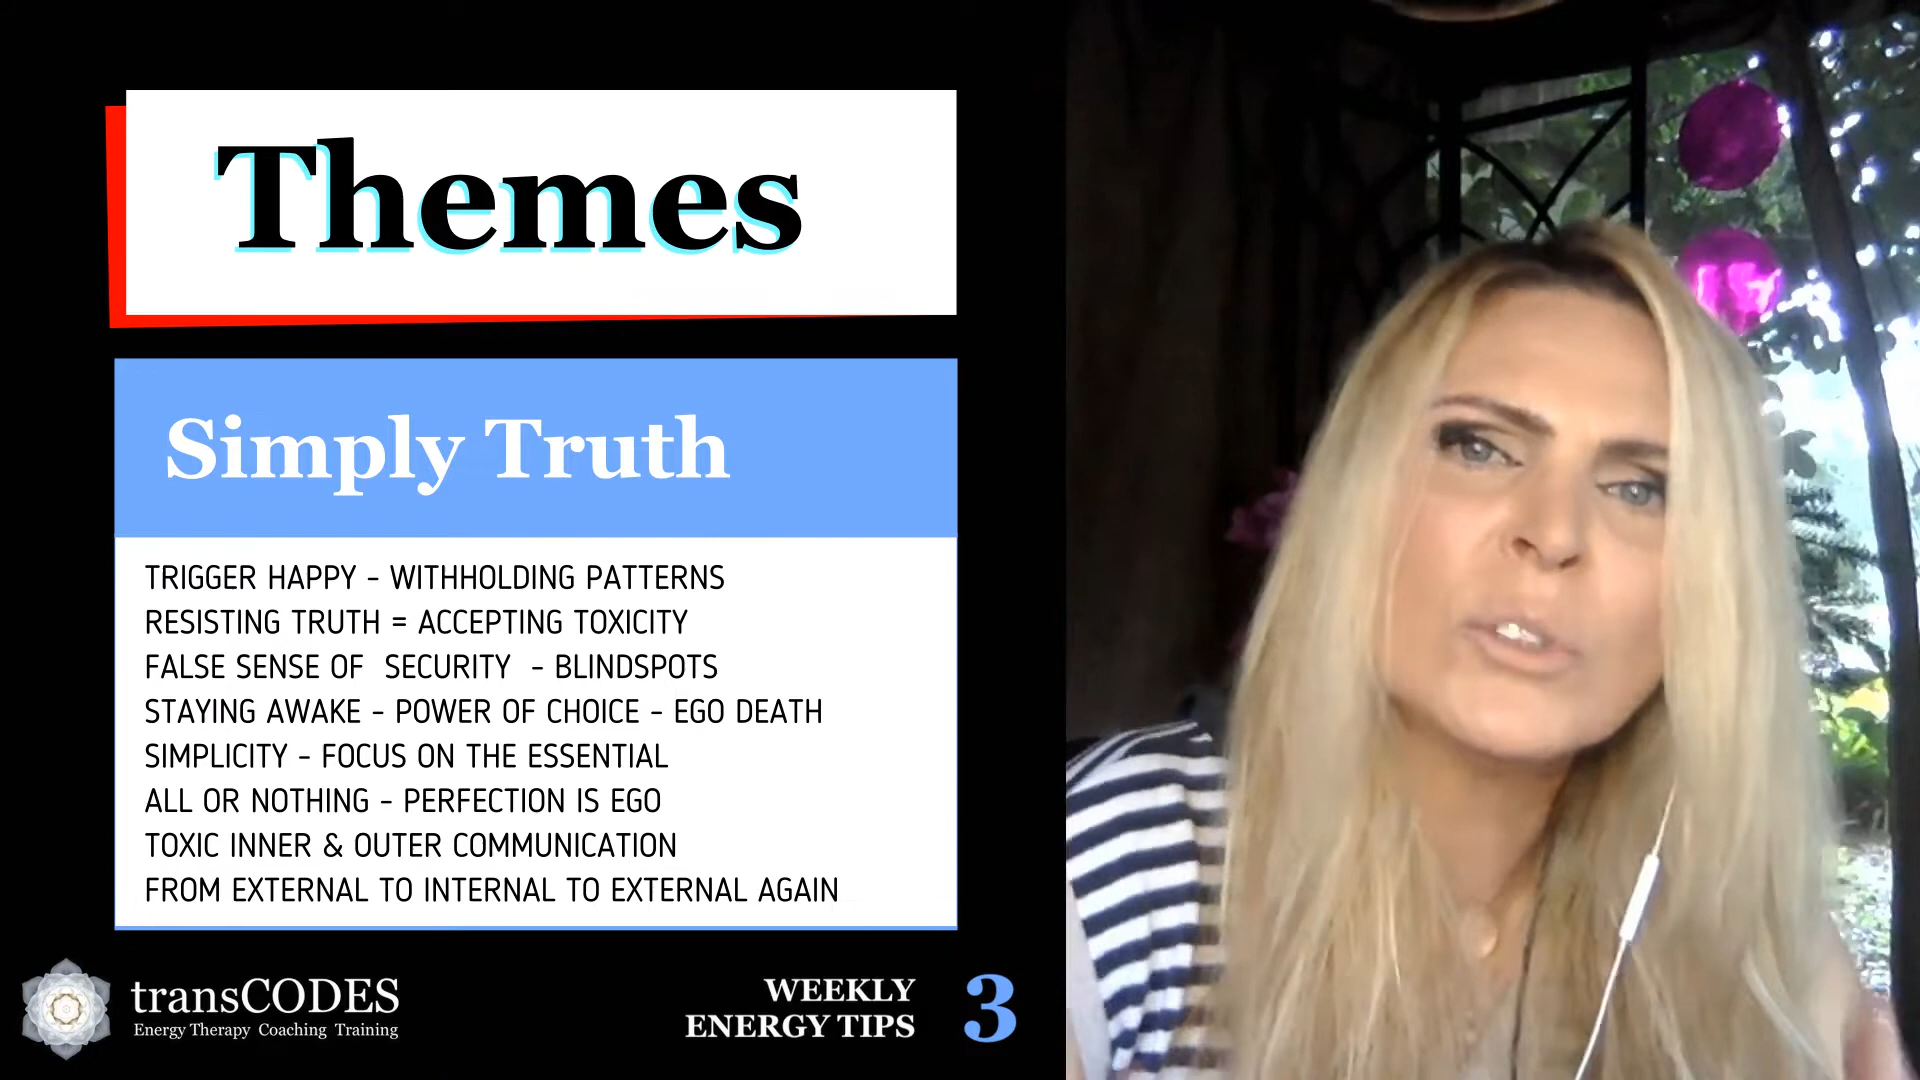 Themes
Simply Truth
TRIGGER HAPPY - WITHHOLDING PATTERNS
RESISTING TRUTH = ACCEPTING TOXICITY
FALSE SENSE OF SECURITY - BLINDSPOTS
STAYING AWAKE - POWER OF CHOICE - EGO DEATH
SIMPLICITY - FOCUS ON THE ESSENTIAL
ALL OR NOTHING - PERFECTION IS EGO
TOXIC INNER & OUTER COMMUNICATION
FROM EXTERNAL TO INTERNAL TO EXTERNAL AGAIN
transCODES
Energy Therapy Coaching Training
WEEKLY
ENERGY TIPS
3